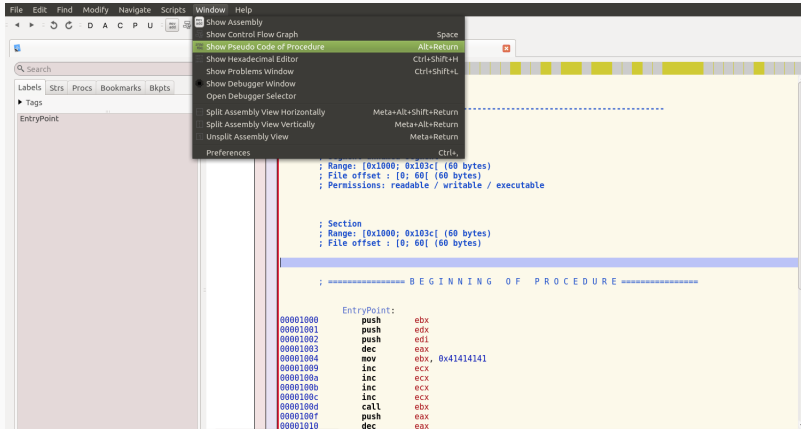 File Edit Find Modify Navigate Scripts Window Help
D A C P U
Show Assembly
Show Control Flow Graph Space
Show Pseudo Code of Procedure Alt+Return
Show Hexadecimal Editor Ctrl+Shift+H
Show Problems Window Ctrl+Shift+L
Show Debugger Window
Open Debugger Selector
Split Assembly View Horizontally Meta+Alt+Shift+Return
Split Assembly View Vertically Meta+Alt+Return
Unsplit Assembly View Meta+Return
Preferences Ctrl+,
Search
Labels Strs Procs Bookmarks Bkpts
Tags
EntryPoint
; Range: [0x1000; 0x103c[ (60 bytes)
; File offset : [0; 60[ (60 bytes)
; Permissions: readable / writable / executable
; Section
; Range: [0x1000; 0x103c[ (60 bytes)
; File offset : [0; 60[ (60 bytes)
; ================ B E G I N N I N G   O F   P R O C E D U R E ================
EntryPoint:
00001000 push ebx
00001001 push edx
00001002 push edi
00001003 dec eax
00001004 mov ebx, 0x41414141
00001009 inc ecx
0000100a inc ecx
0000100b inc ecx
0000100c inc ecx
0000100d call ebx
0000100f push eax
00001010 dec eax